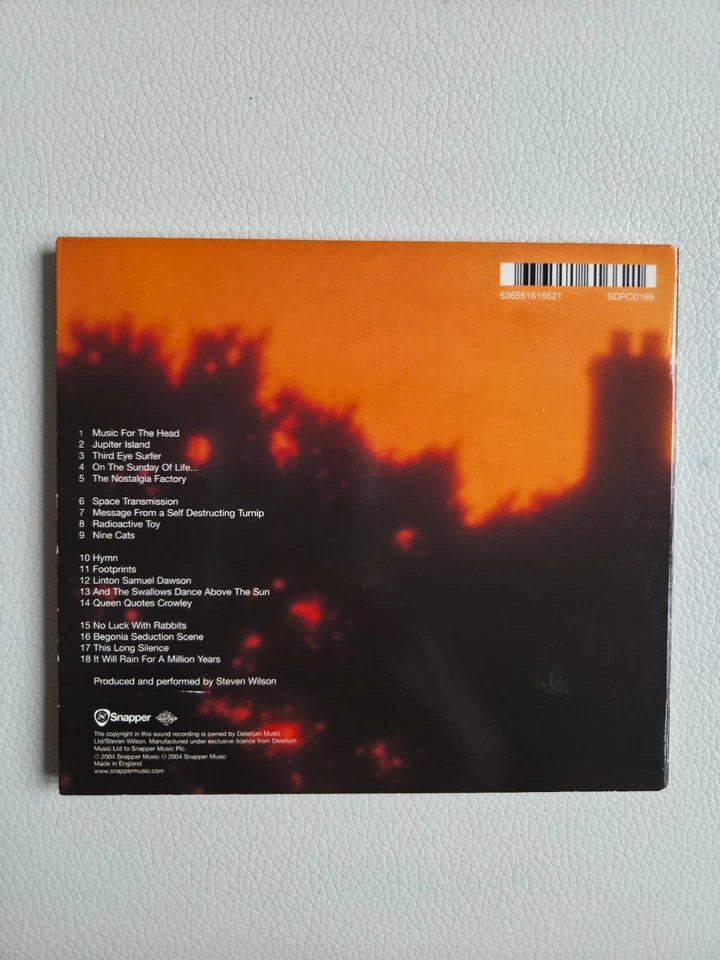 636551616621 SDPCD166
1 Music For The Head
2 Jupiter Island
3 Third Eye Surfer
4 On The Sunday Of Life...
5 The Nostalgia Factory
6 Space Transmission
7 Message From a Self Destructing Turnip
8 Radioactive Toy
9 Nine Cats
10 Hymn
11 Footprints
12 Linton Samuel Dawson
13 And The Swallows Dance Above The Sun
14 Queen Quotes Crowley
15 No Luck With Rabbits
16 Begonia Seduction Scene
17 This Long Silence
18 It Will Rain For A Million Years
Produced and performed by Steven Wilson
Snapper
The copyright in this sound recording is owned by Delerium Music
Ltd/Steven Wilson. Manufactured under exclusive licence from Delerium
Music Ltd to Snapper Music Plc.
℗ 2004 Snapper Music © 2004 Snapper Music
Made in England
www.snappermusic.com